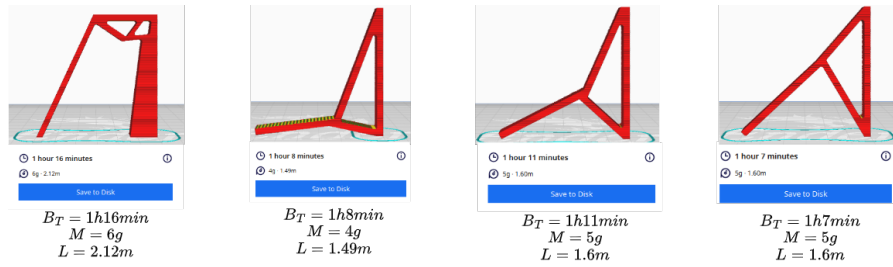 1 hour 16 minutes
6g · 2.12m
Save to Disk
B_T = 1h16min
M = 6g
L = 2.12m
1 hour 8 minutes
4g · 1.49m
Save to Disk
B_T = 1h8min
M = 4g
L = 1.49m
1 hour 11 minutes
5g · 1.60m
Save to Disk
B_T = 1h11min
M = 5g
L = 1.6m
1 hour 7 minutes
5g · 1.60m
Save to Disk
B_T = 1h7min
M = 5g
L = 1.6m